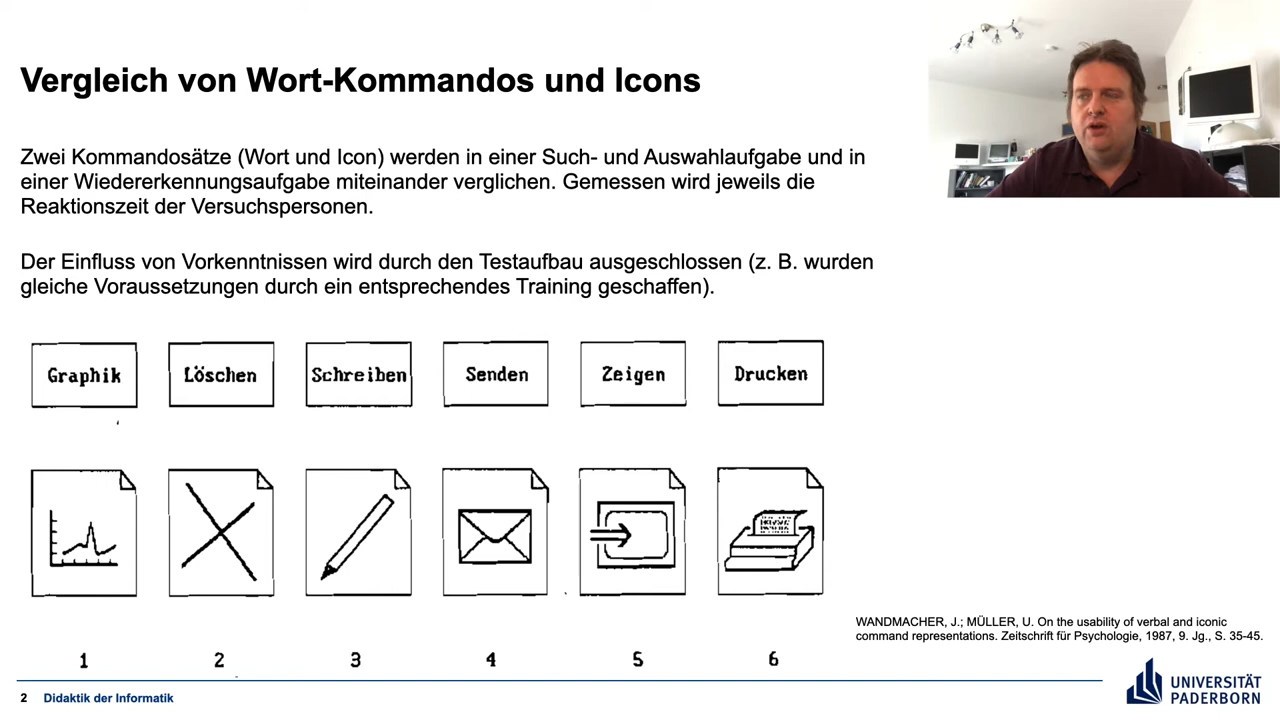 Vergleich von Wort-Kommandos und Icons
Zwei Kommandosätze (Wort und Icon) werden in einer Such- und Auswahlaufgabe und in
einer Wiedererkennungsaufgabe miteinander verglichen. Gemessen wird jeweils die
Reaktionszeit der Versuchspersonen.
Der Einfluss von Vorkenntnissen wird durch den Testaufbau ausgeschlossen (z. B. wurden
gleiche Voraussetzungen durch ein entsprechendes Training geschaffen).
Graphik Löschen Schreiben Senden Zeigen Drucken
1 2 3 4 5 6
WANDMACHER, J.; MÜLLER, U. On the usability of verbal and iconic
command representations. Zeitschrift für Psychologie, 1987, 9. Jg., S. 35-45.
2 Didaktik der Informatik
UNIVERSITÄT
PADERBORN